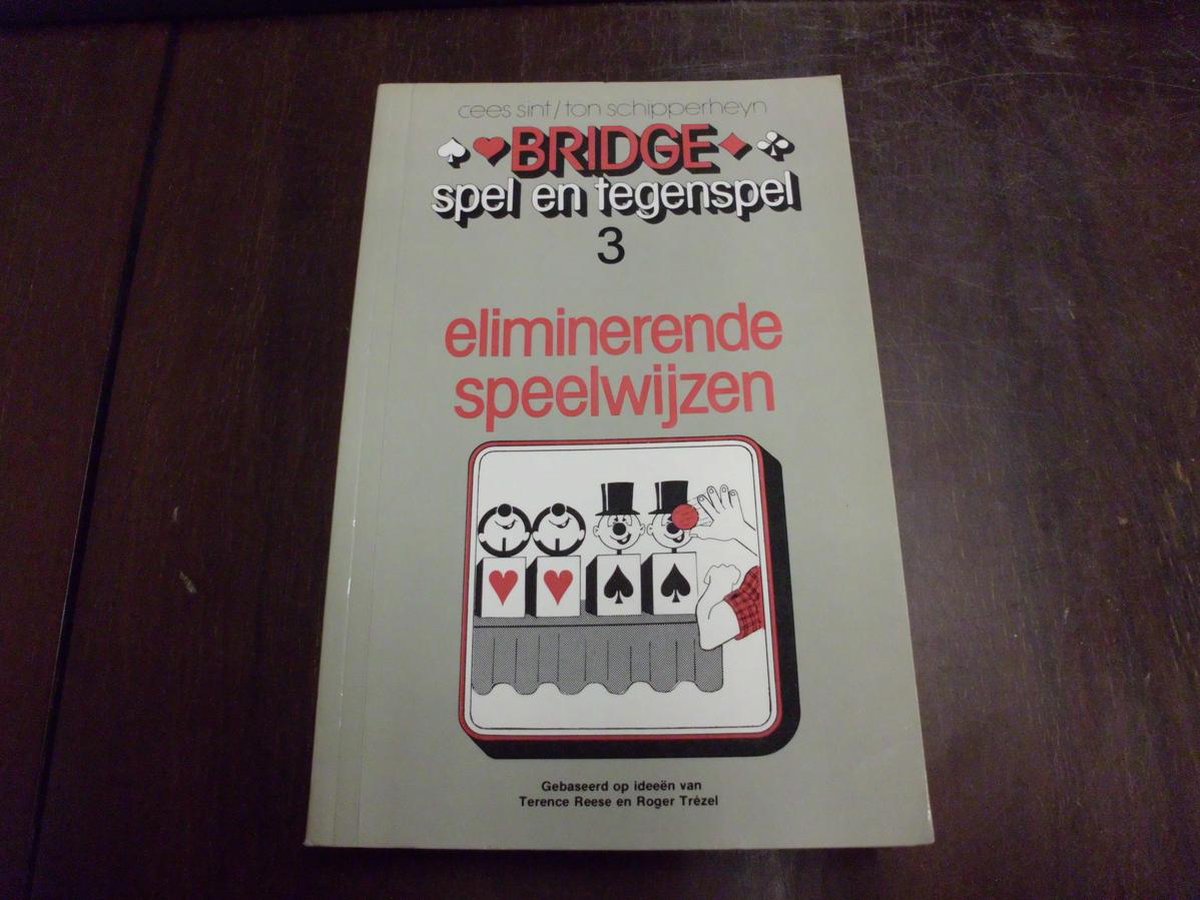 cees sint/ton schipperheyn
BRIDGE
spel en tegenspel
3
eliminerende
speelwijzen
Gebaseerd op ideeën van
Terence Reese en Roger Trézel